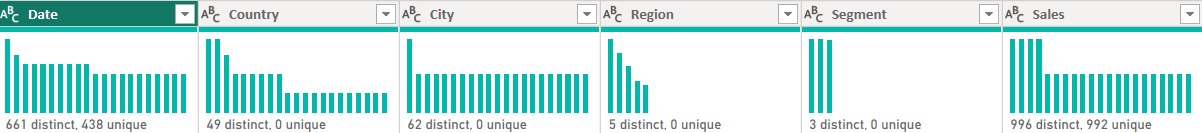 ABC Date ABC Country ABC City ABC Region ABC Segment ABC Sales
661 distinct, 438 unique 49 distinct, 0 unique 62 distinct, 0 unique 5 distinct, 0 unique 3 distinct, 0 unique 996 distinct, 992 unique